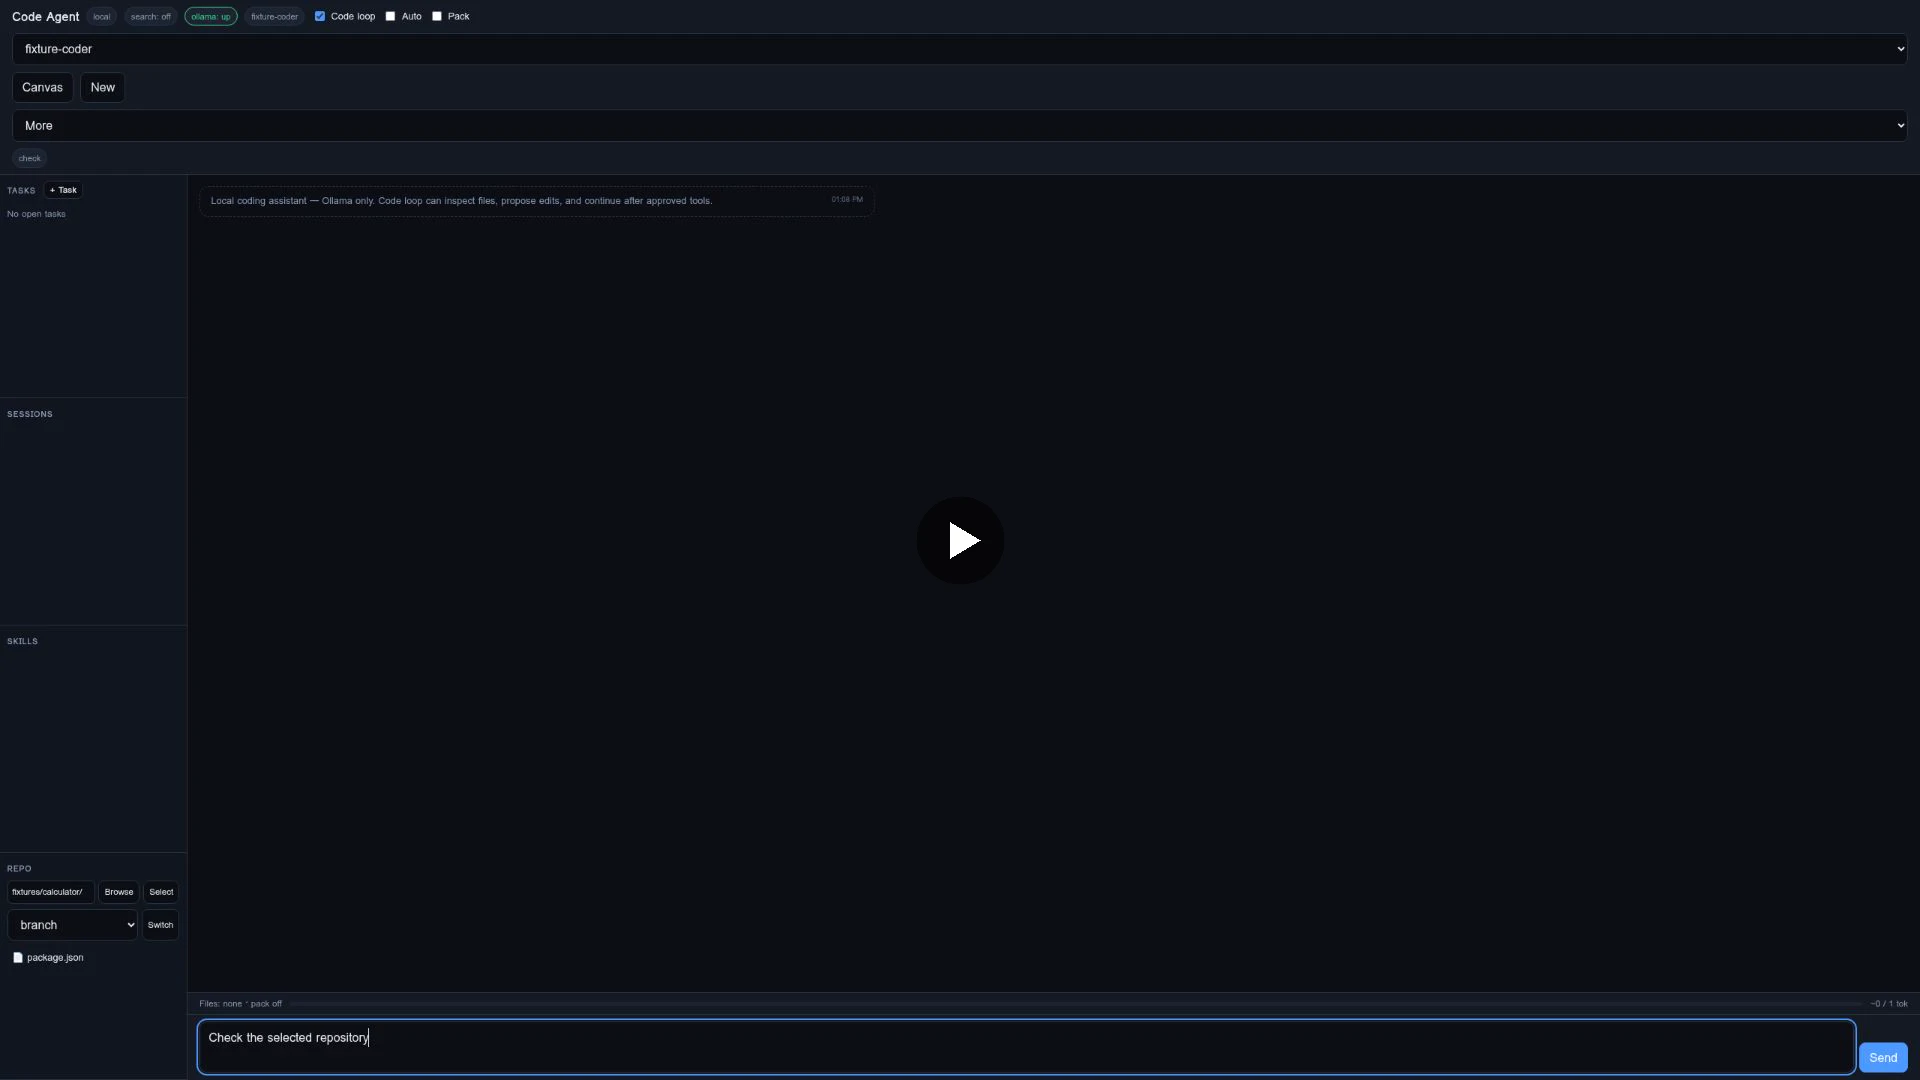 Code Agent local search: off ollama: up fixture-coder Code loop Auto Pack
fixture-coder
Canvas New
More
check
TASKS + Task
No open tasks
Local coding assistant — Ollama only. Code loop can inspect files, propose edits, and continue after approved tools. 01:08 PM
SESSIONS
SKILLS
REPO
fixtures/calculator/ Browse Select
branch Switch
package.json
Files: none · pack off ~0 / 1 tok
Check the selected repository
Send